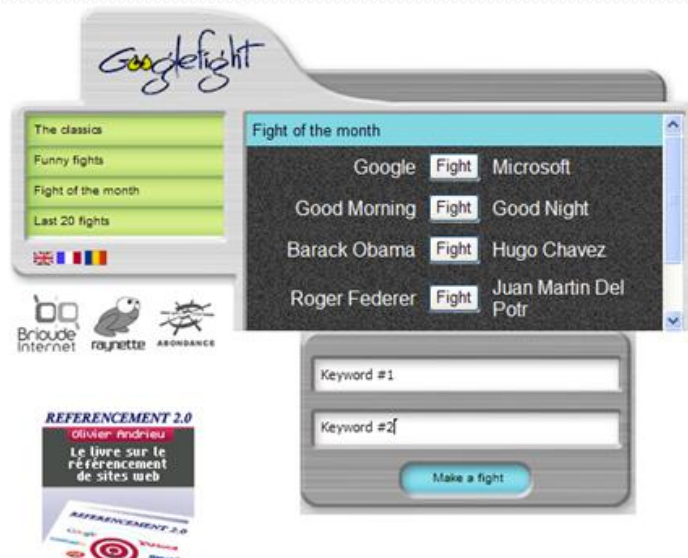 Googlefight
The classics
Funny fights
Fight of the month
Last 20 fights
Fight of the month
Google Fight Microsoft
Good Morning Fight Good Night
Barack Obama Fight Hugo Chavez
Roger Federer Fight Juan Martin Del
Potr
Brioude
Internet
raynette
ABONDANCE
Keyword #1
Keyword #2
Make a fight
REFERENCEMENT 2.0
Olivier Andrieu
Le livre sur le
référencement
de sites web
REFERENCEMENT 2.0
Google
YAHOO!